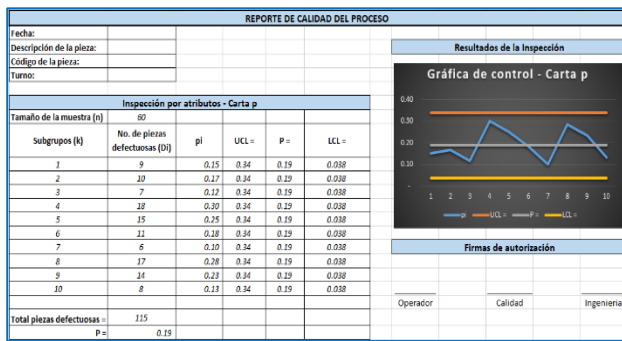 REPORTE DE CALIDAD DEL PROCESO
Fecha:
Descripción de la pieza:
Código de la pieza:
Turno:
Inspección por atributos - Carta p
Tamaño de la muestra (n) 60
Subgrupos (k) No. de piezas defectuosas (Di) pi UCL = P = LCL =
1 9 0.15 0.34 0.19 0.038
2 10 0.17 0.34 0.19 0.038
3 7 0.12 0.34 0.19 0.038
4 18 0.30 0.34 0.19 0.038
5 15 0.25 0.34 0.19 0.038
6 11 0.18 0.34 0.19 0.038
7 6 0.10 0.34 0.19 0.038
8 17 0.28 0.34 0.19 0.038
9 14 0.23 0.34 0.19 0.038
10 8 0.13 0.34 0.19 0.038
Total piezas defectuosas = 115
P = 0.19
Resultados de la Inspección
Gráfica de control - Carta p
0.40
0.30
0.20
0.10
-
1 2 3 4 5 6 7 8 9 10
pi UCL = P = LCL =
Firmas de autorización
Operador Calidad Ingenieria